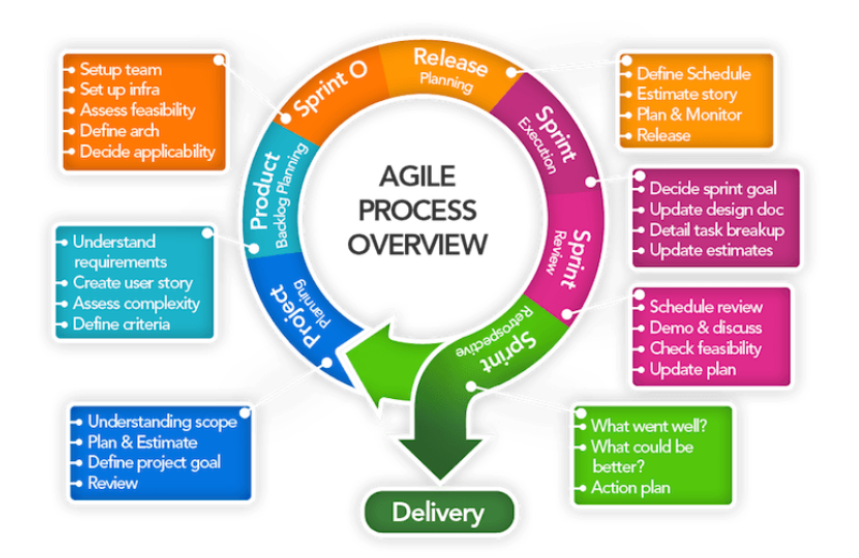 AGILE
PROCESS
OVERVIEW
Project
Planning
Product
Backlog Planning
Sprint O
Release
Planning
Sprint
Execution
Sprint
Review
Sprint
Retrospective
Delivery
Setup team
Set up infra
Assess feasibility
Define arch
Decide applicability
Understand
requirements
Create user story
Assess complexity
Define criteria
Understanding scope
Plan & Estimate
Define project goal
Review
Define Schedule
Estimate story
Plan & Monitor
Release
Decide sprint goal
Update design doc
Detail task breakup
Update estimates
Schedule review
Demo & discuss
Check feasibility
Update plan
What went well?
What could be
better?
Action plan